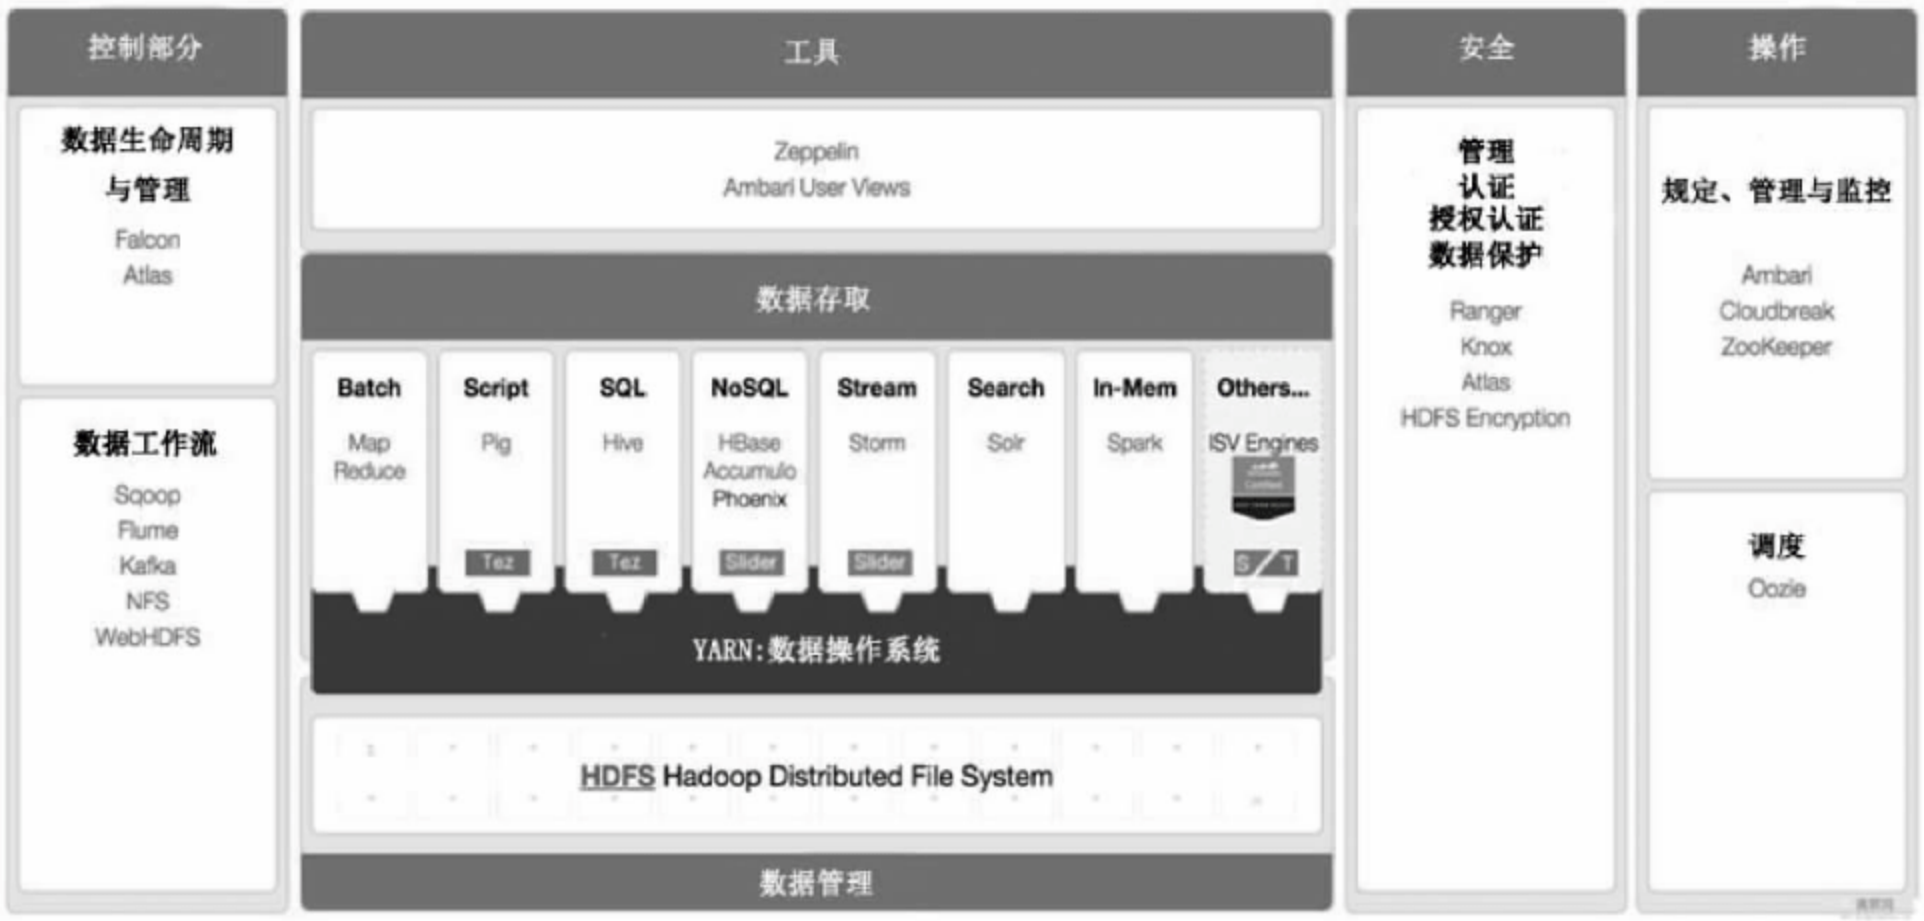 控制部分
数据生命周期
与管理
Falcon
Atlas
数据工作流
Sqoop
Flume
Kafka
NFS
WebHDFS
工具
Zeppelin
Ambari User Views
数据存取
Batch
Map
Reduce
Script
Pig
Tez
SQL
Hive
Tez
NoSQL
HBase
Accumulo
Phoenix
Slider
Stream
Storm
Slider
Search
Solr
In-Mem
Spark
Others...
ISV Engines
S / T
YARN:数据操作系统
HDFS Hadoop Distributed File System
数据管理
安全
管理
认证
授权认证
数据保护
Ranger
Knox
Atlas
HDFS Encryption
操作
规定、管理与监控
Ambari
Cloudbreak
ZooKeeper
调度
Oozie